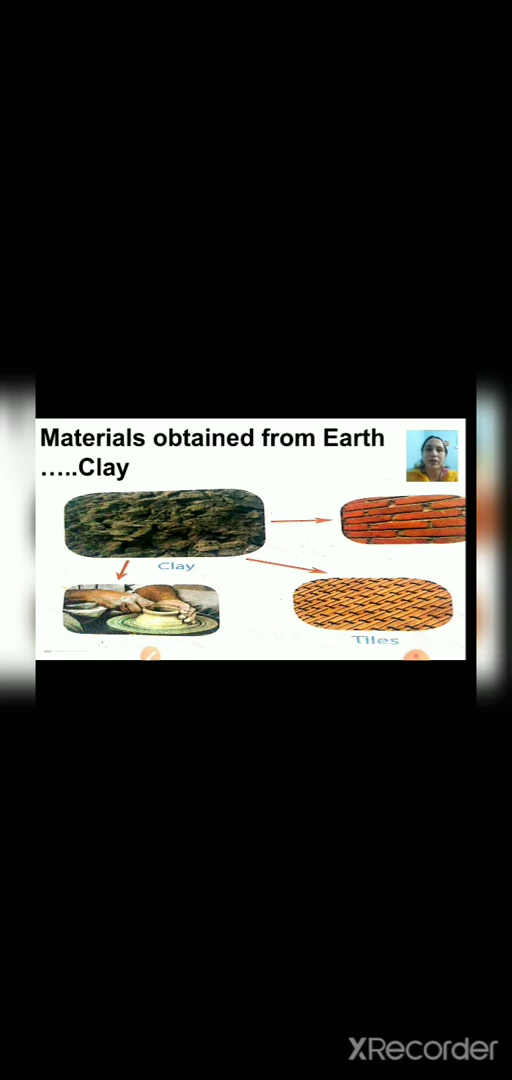 Materials obtained from Earth
…..Clay
Clay
Tiles
XRecorder